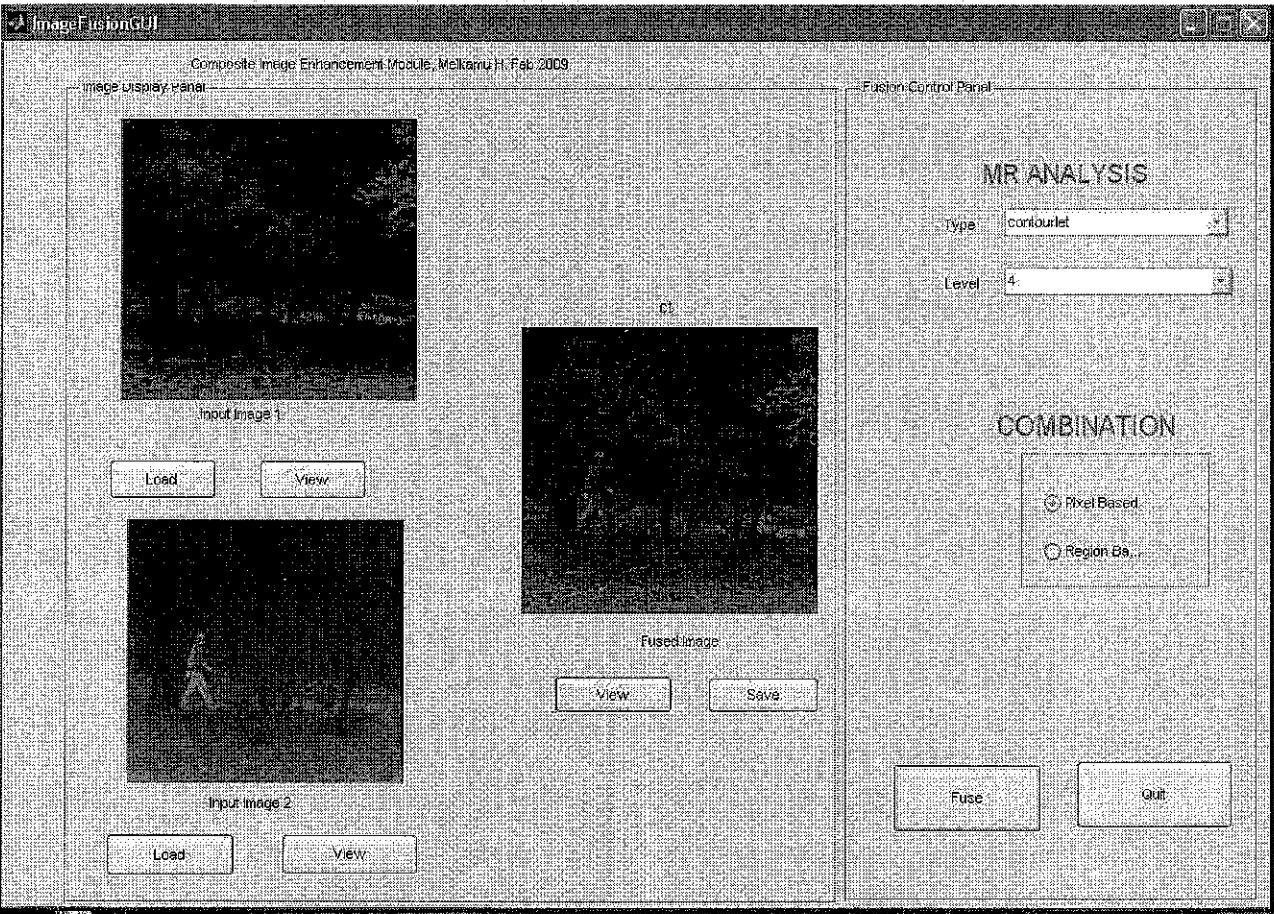 ImageFusionGUI
Composite Image Enhancement Module, Melkamu H. Feb 2009
Image Display Panal
Input Image 1
Load
View
Input Image 2
Load
View
c1
Fused Image
View
Save
Fusion Control Panal
MR ANALYSIS
Type
contourlet
Level
4
COMBINATION
Pixel Based
Region Ba...
Fuse
Quit